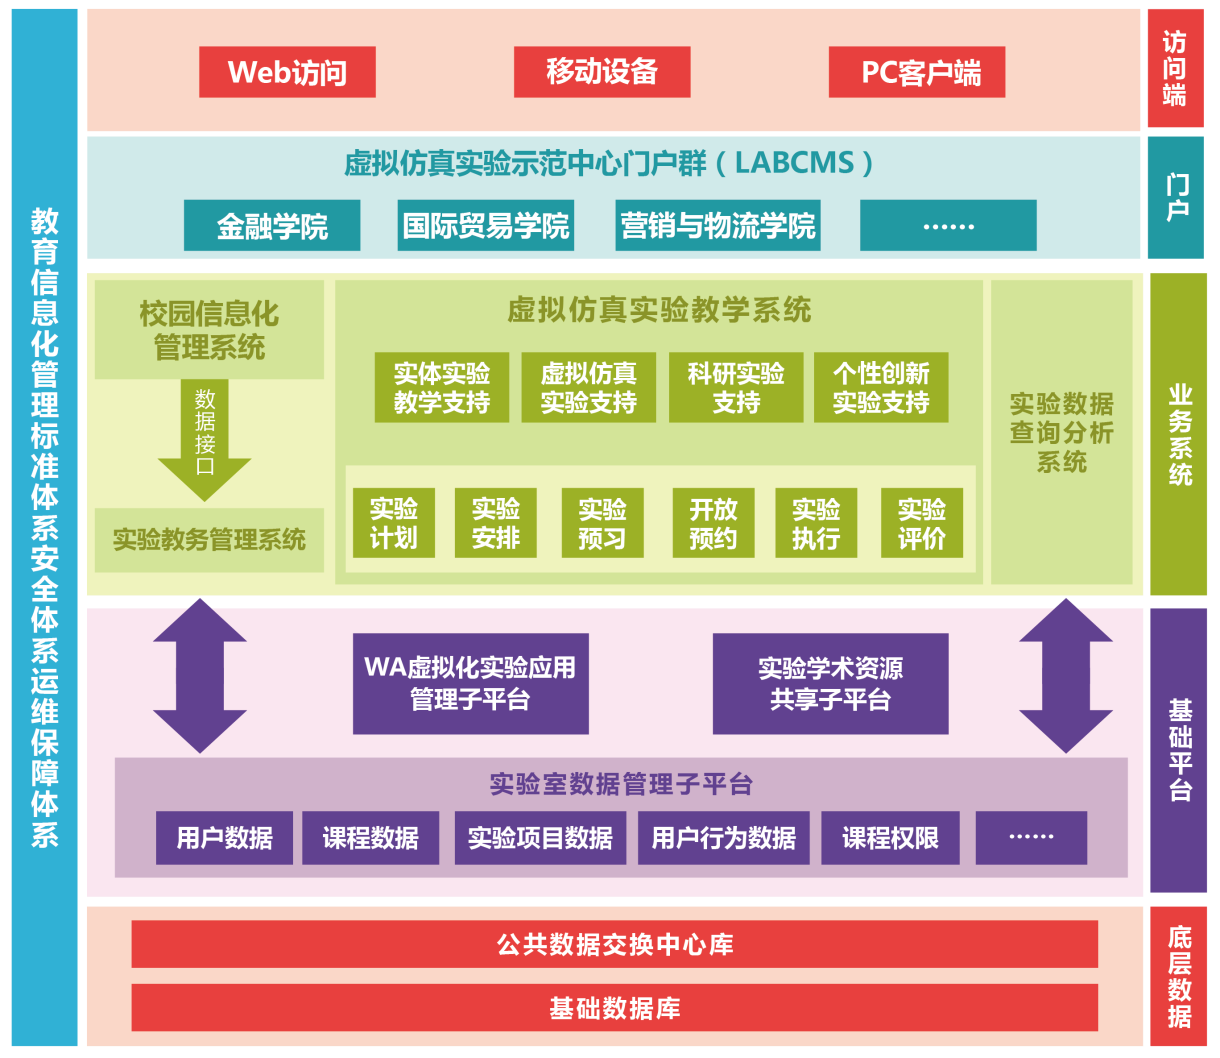 教育信息化管理标准体系安全体系运维保障体系
Web访问
移动设备
PC客户端
访问端
虚拟仿真实验示范中心门户群（LABCMS）
金融学院
国际贸易学院
营销与物流学院
……
门户
校园信息化
管理系统
数据接口
实验教务管理系统
虚拟仿真实验教学系统
实体实验
教学支持
虚拟仿真
实验支持
科研实验
支持
个性创新
实验支持
实验
计划
实验
安排
实验
预习
开放
预约
实验
执行
实验
评价
实验数据
查询分析
系统
业务系统
WA虚拟化实验应用
管理子平台
实验学术资源
共享子平台
实验室数据管理子平台
用户数据
课程数据
实验项目数据
用户行为数据
课程权限
……
基础平台
公共数据交换中心库
基础数据库
底层数据